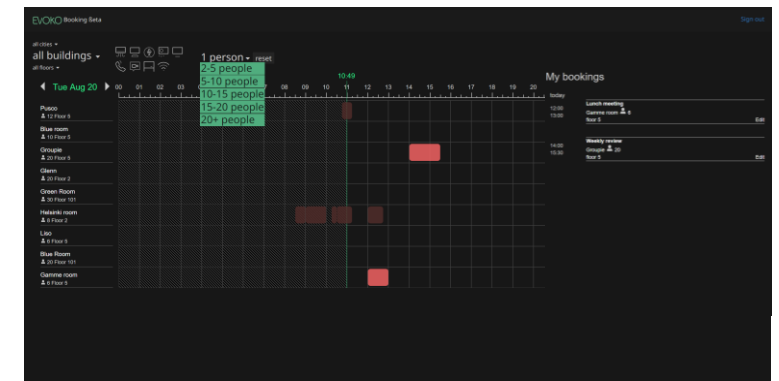 EVOKO Booking Beta
Sign out
all cities
all buildings
all floors
1 person reset
2-5 people
5-10 people
10-15 people
15-20 people
20+ people
Tue Aug 20
10:49
00 01 02 03 7 08 09 10 11 12 13 14 15 16 17 18 19 20
Pusoo
12 Floor 5
Blue room
10 Floor 5
Groupie
20 Floor 5
Glenn
20 Floor 2
Green Room
30 Floor 101
Helsinki room
6 Floor 2
Liso
6 Floor 5
Blue Room
20 Floor 101
Gamme room
6 Floor 5
My bookings
today
12:00
13:00
Lunch meeting
Gamme room 6
floor 5
Edit
14:00
15:30
Weekly review
Groupie 20
floor 5
Edit